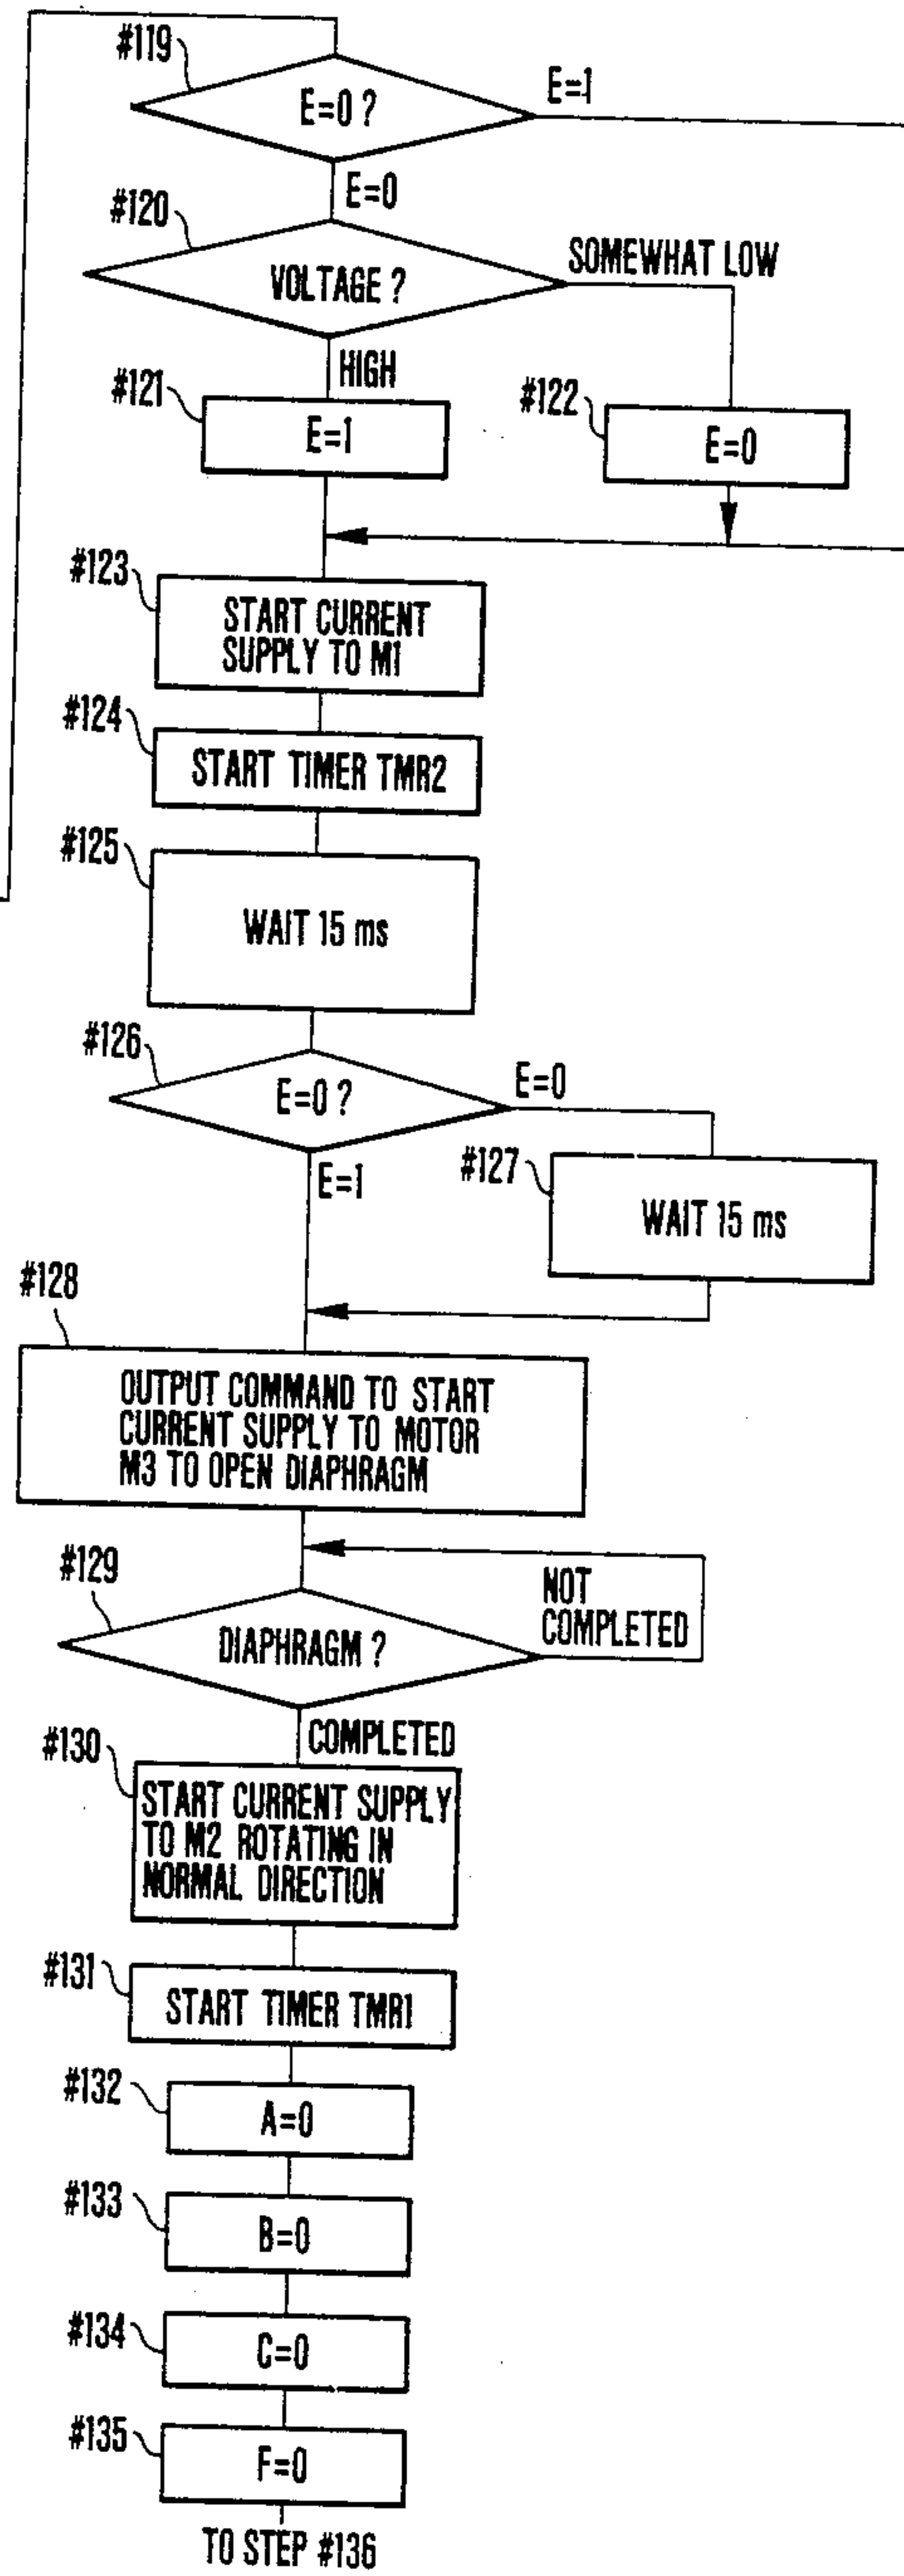 #119
E=0 ?
E=1
E=0
#120
VOLTAGE ?
SOMEWHAT LOW
HIGH
#121
E=1
#122
E=0
#123
START CURRENT
SUPPLY TO M1
#124
START TIMER TMR2
#125
WAIT 15 ms
#126
E=0 ?
E=0
E=1
#127
WAIT 15 ms
#128
OUTPUT COMMAND TO START
CURRENT SUPPLY TO MOTOR
M3 TO OPEN DIAPHRAGM
#129
DIAPHRAGM ?
NOT
COMPLETED
COMPLETED
#130
START CURRENT SUPPLY
TO M2 ROTATING IN
NORMAL DIRECTION
#131
START TIMER TMR1
#132
A=0
#133
B=0
#134
C=0
#135
F=0
TO STEP #136